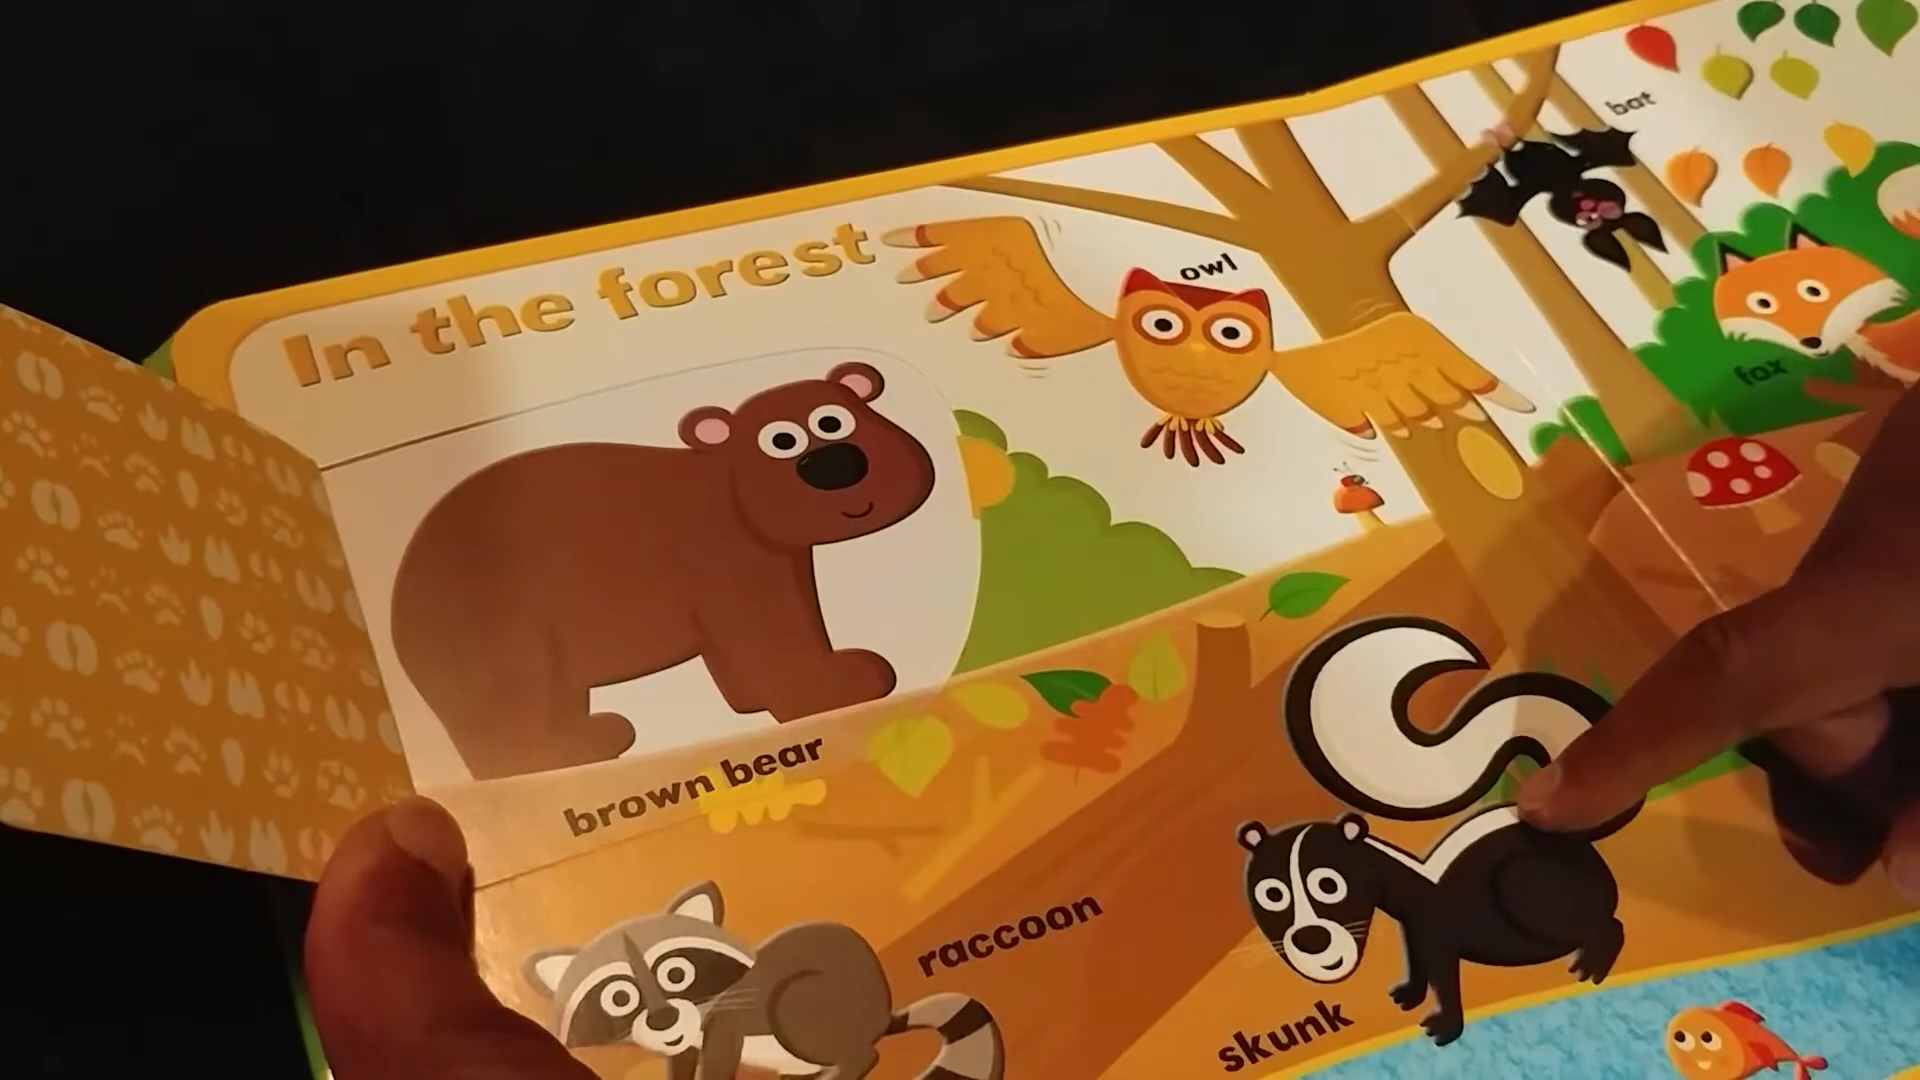 In the forest
owl
bat
fox
brown bear
raccoon
skunk